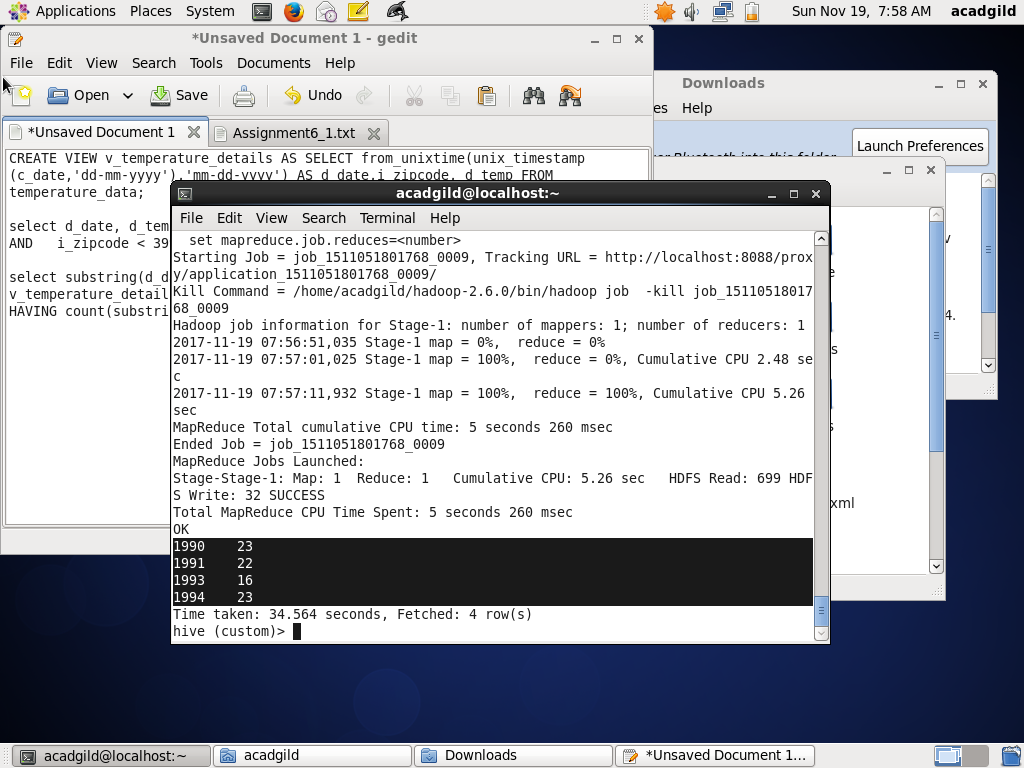 Applications Places System
Sun Nov 19, 7:58 AM acadgild
*Unsaved Document 1 - gedit
File Edit View Search Tools Documents Help
Open Save Undo
*Unsaved Document 1 Assignment6_1.txt
CREATE VIEW v_temperature_details AS SELECT from_unixtime(unix_timestamp
(c_date,'dd-mm-yyyy'),'mm-dd-yyyy') AS d_date,i_zipcode, d_temp FROM
temperature_data;
select d_date, d_tem
AND i_zipcode < 39
select substring(d_d
v_temperature_detail
HAVING count(substri
Downloads
es Help
Launch Preferences
v
e
4.
s
s
xml
acadgild@localhost:~
File Edit View Search Terminal Help
set mapreduce.job.reduces=<number>
Starting Job = job_1511051801768_0009, Tracking URL = http://localhost:8088/prox
y/application_1511051801768_0009/
Kill Command = /home/acadgild/hadoop-2.6.0/bin/hadoop job  -kill job_15110518017
68_0009
Hadoop job information for Stage-1: number of mappers: 1; number of reducers: 1
2017-11-19 07:56:51,035 Stage-1 map = 0%,  reduce = 0%
2017-11-19 07:57:01,025 Stage-1 map = 100%,  reduce = 0%, Cumulative CPU 2.48 se
c
2017-11-19 07:57:11,932 Stage-1 map = 100%,  reduce = 100%, Cumulative CPU 5.26
sec
MapReduce Total cumulative CPU time: 5 seconds 260 msec
Ended Job = job_1511051801768_0009
MapReduce Jobs Launched:
Stage-Stage-1: Map: 1  Reduce: 1   Cumulative CPU: 5.26 sec   HDFS Read: 699 HDF
S Write: 32 SUCCESS
Total MapReduce CPU Time Spent: 5 seconds 260 msec
OK
1990 23
1991 22
1993 16
1994 23
Time taken: 34.564 seconds, Fetched: 4 row(s)
hive (custom)>
acadgild@localhost:~ acadgild Downloads *Unsaved Document 1...